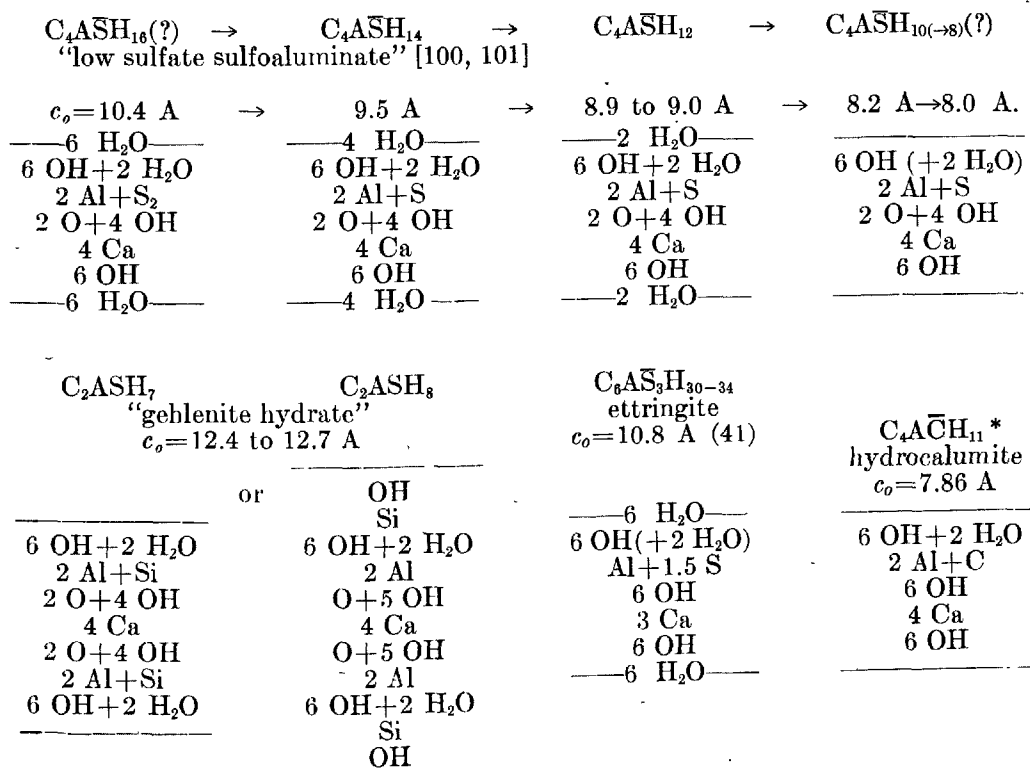 C₄AS̅H₁₆(?) → C₄AS̅H₁₄ → C₄AS̅H₁₂ → C₄AS̅H₁₀₍→₈₎(?)
“low sulfate sulfoaluminate” [100, 101]
c₀=10.4 A → 9.5 A → 8.9 to 9.0 A → 8.2 A→8.0 A.
6 H₂O
6 OH+2 H₂O
2 Al+S₂
2 O+4 OH
4 Ca
6 OH
6 H₂O
4 H₂O
6 OH+2 H₂O
2 Al+S
2 O+4 OH
4 Ca
6 OH
4 H₂O
2 H₂O
6 OH+2 H₂O
2 Al+S
2 O+4 OH
4 Ca
6 OH
2 H₂O
6 OH (+2 H₂O)
2 Al+S
2 O+4 OH
4 Ca
6 OH
C₂ASH₇ C₂ASH₈
“gehlenite hydrate”
c₀=12.4 to 12.7 A
6 OH+2 H₂O
2 Al+Si
2 O+4 OH
4 Ca
2 O+4 OH
2 Al+Si
6 OH+2 H₂O
or
OH
Si
6 OH+2 H₂O
2 Al
O+5 OH
4 Ca
O+5 OH
2 Al
6 OH+2 H₂O
Si
OH
C₆AS̅₃H₃₀₋₃₄
ettringite
c₀=10.8 A (41)
6 H₂O
6 OH(+2 H₂O)
Al+1.5 S
6 OH
3 Ca
6 OH
6 H₂O
C₄AC̅H₁₁*
hydrocalumite
c₀=7.86 A
6 OH+2 H₂O
2 Al+C
6 OH
4 Ca
6 OH